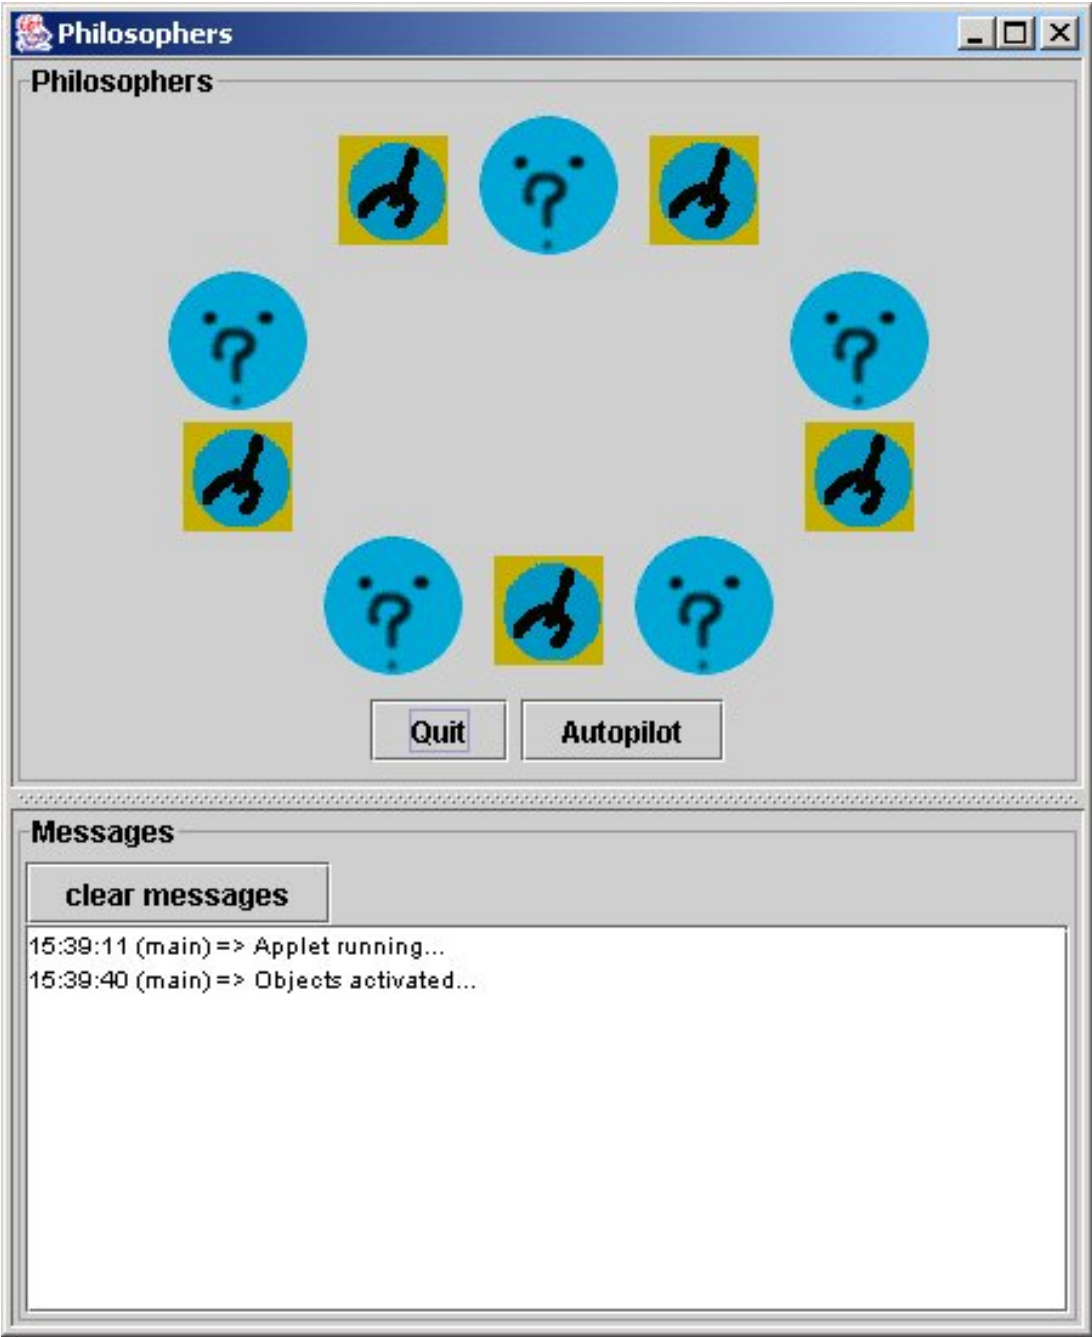 Philosophers
Philosophers
Quit
Autopilot
Messages
clear messages
15:39:11 (main) => Applet running...
15:39:40 (main) => Objects activated...